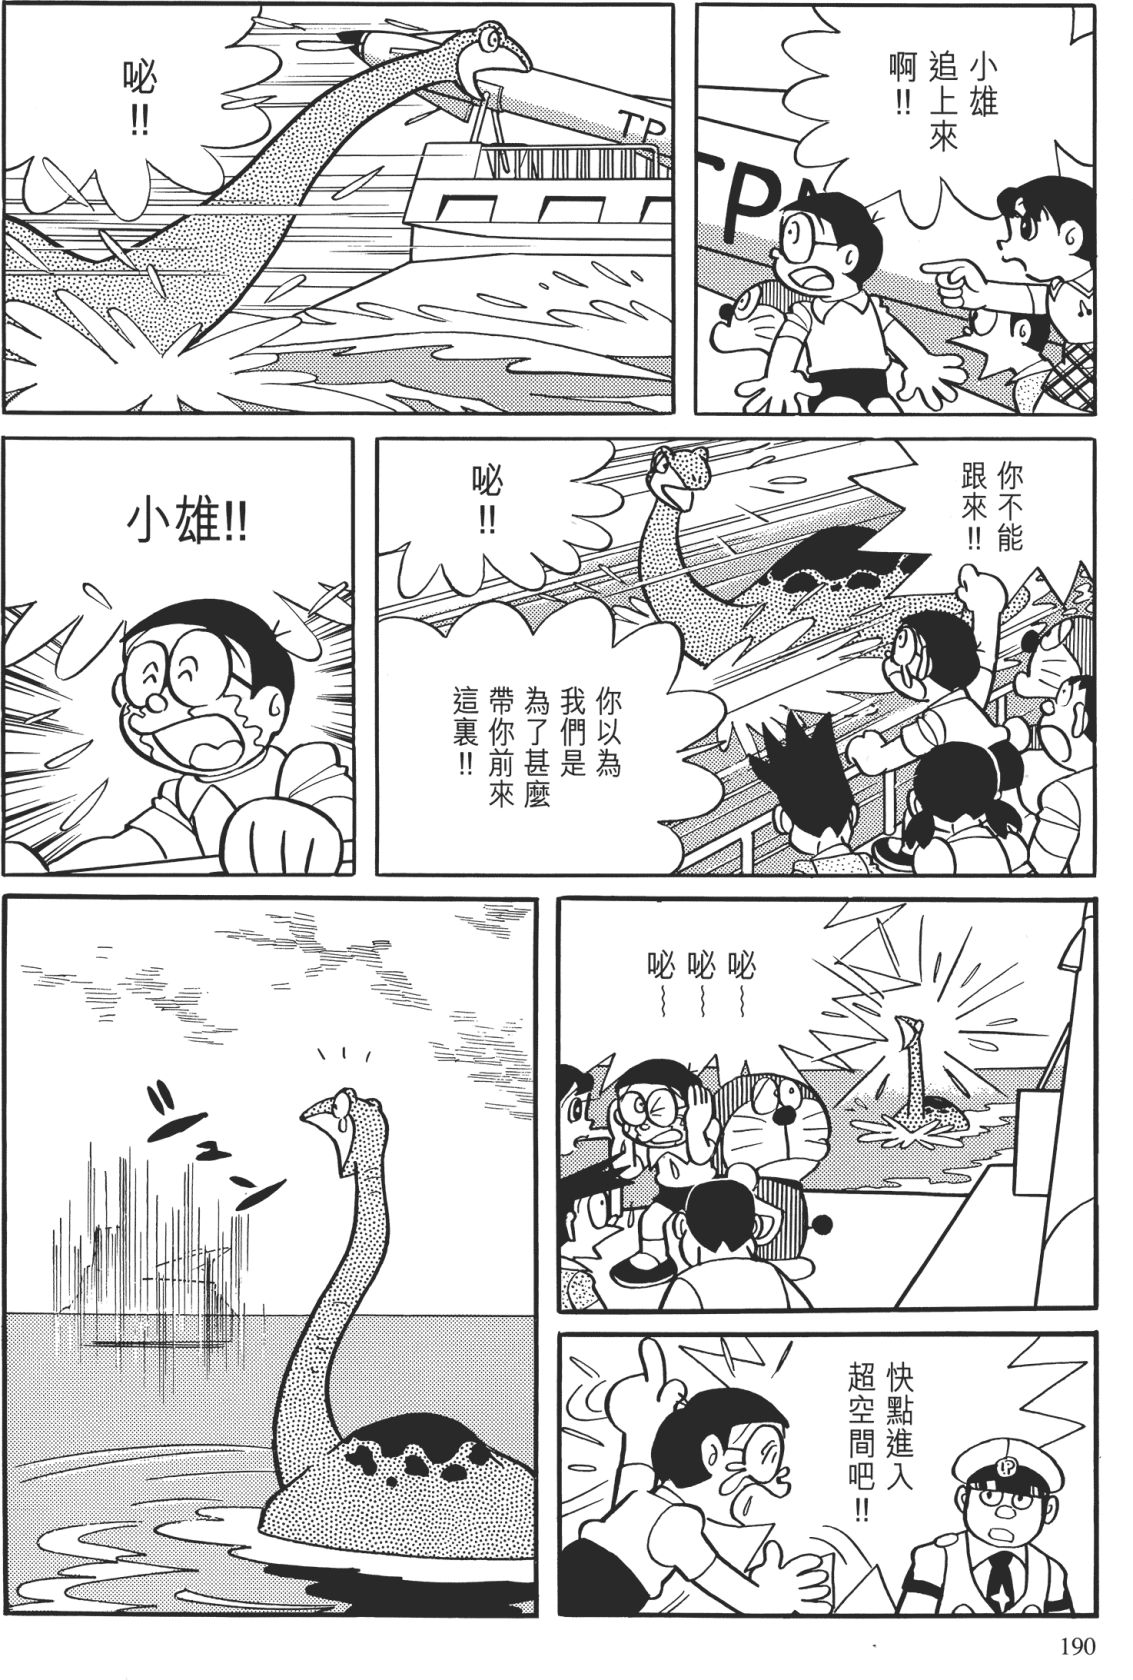 小雄
追上來
啊!!
TP
咇!!
TP
你不能
跟來!!
咇!!
你以為
我們是
為了甚麼
帶你前來
這裏!!
小雄!!
咇
咇
咇
快點進入
超空間吧!!
TP
190